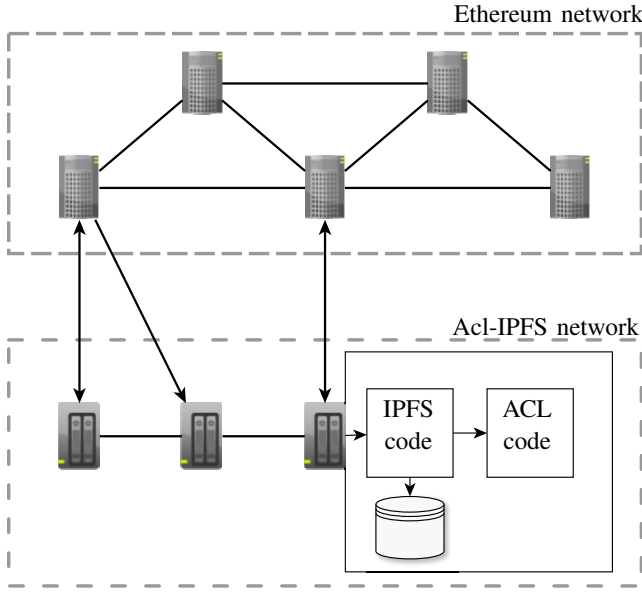 Ethereum network
Acl-IPFS network
IPFS
code
ACL
code